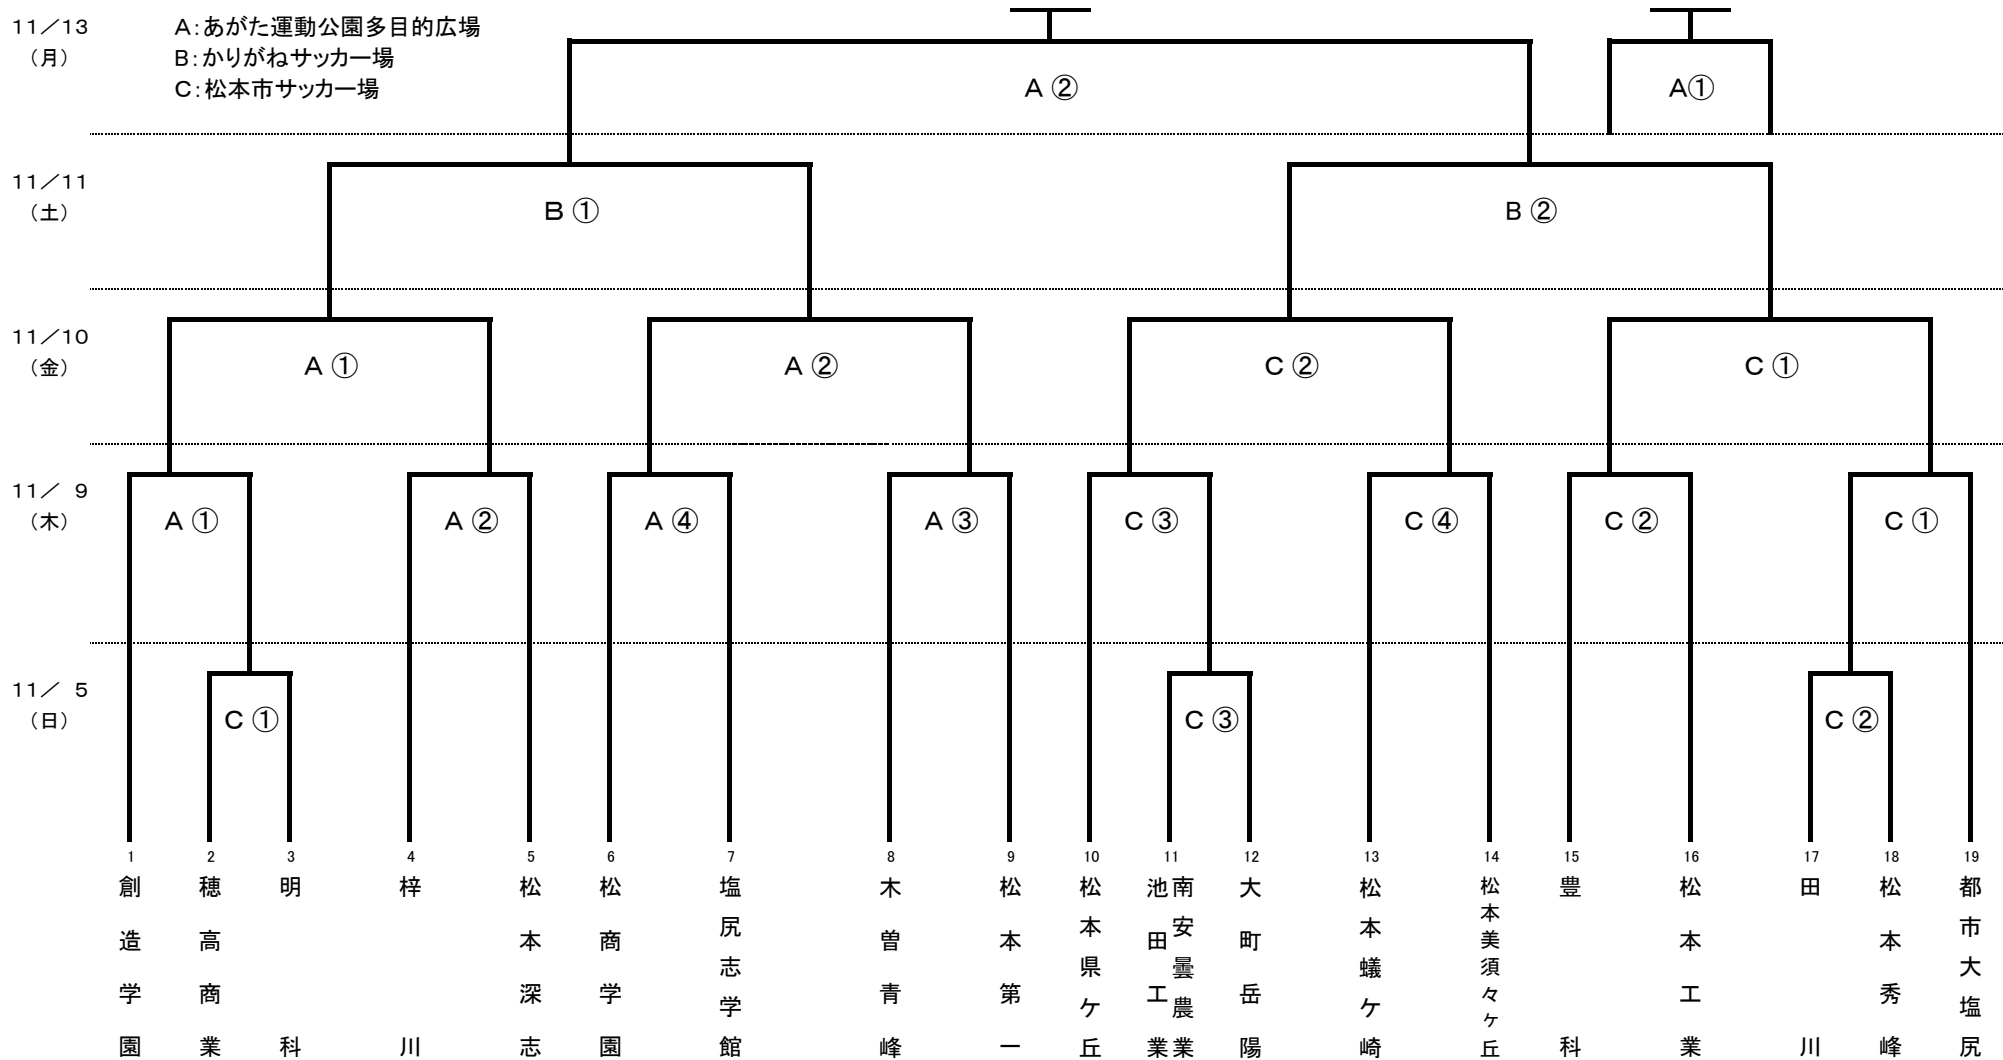 11／13
（月）
A：あがた運動公園多目的広場
B：かりがねサッカー場
C：松本市サッカー場
A ②
A①
11／11
（土）
B ①
B ②
11／10
（金）
A ①
A ②
C ②
C ①
11／ 9
（木）
A ①
A ②
A ④
A ③
C ③
C ④
C ②
C ①
11／ 5
（日）
C ①
C ③
C ②
1
2
3
4
5
6
7
8
9
10
11
12
13
14
15
16
17
18
19
創造学園
穂高商業
明科
梓川
松本深志
松商学園
塩尻志学館
木曽青峰
松本第一
松本県ケ丘
南安曇農業
池田工業
大町岳陽
松本蟻ケ崎
松本美須々ケ丘
豊科
松本工業
田川
松本秀峰
都市大塩尻